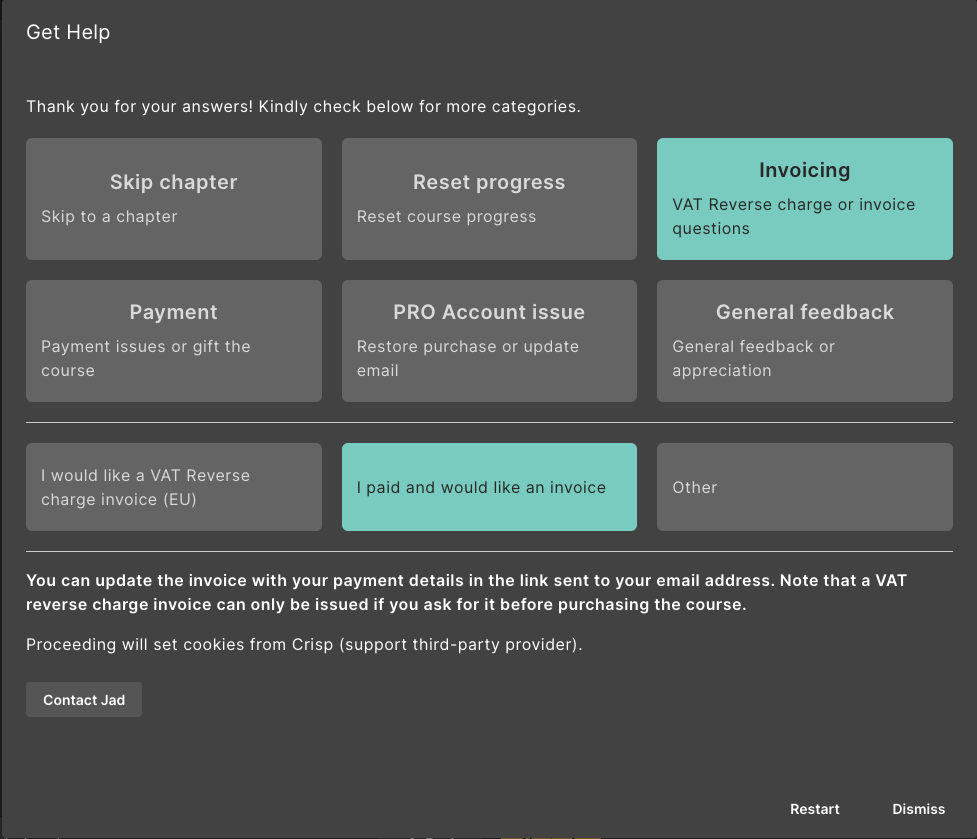 Get Help
Thank you for your answers! Kindly check below for more categories.
Skip chapter
Skip to a chapter
Reset progress
Reset course progress
Invoicing
VAT Reverse charge or invoice
questions
Payment
Payment issues or gift the
course
PRO Account issue
Restore purchase or update
email
General feedback
General feedback or
appreciation
I would like a VAT Reverse
charge invoice (EU)
I paid and would like an invoice
Other
You can update the invoice with your payment details in the link sent to your email address. Note that a VAT
reverse charge invoice can only be issued if you ask for it before purchasing the course.
Proceeding will set cookies from Crisp (support third-party provider).
Contact Jad
Restart
Dismiss